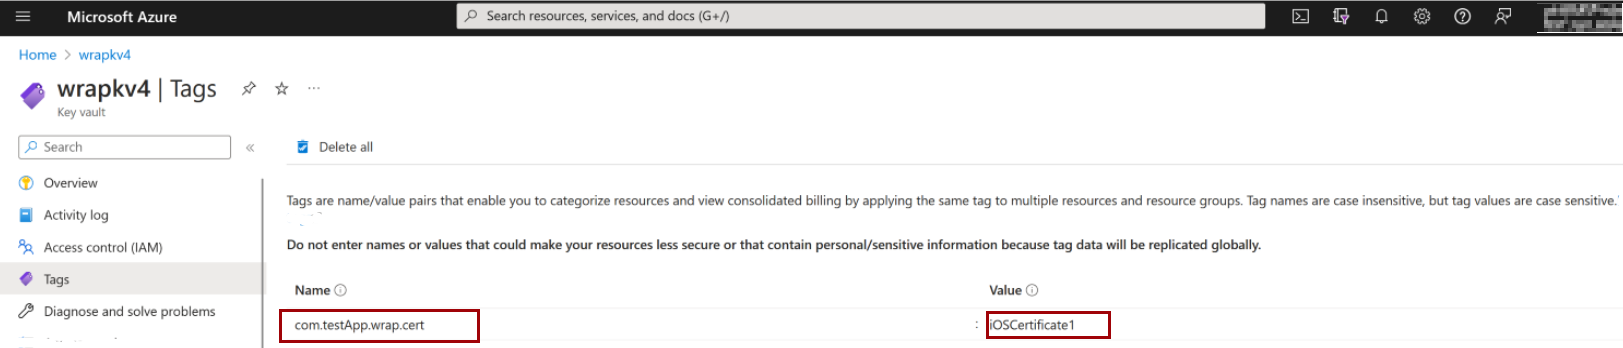 Microsoft Azure
Search resources, services, and docs (G+/)
Home > wrapkv4
wrapkv4 | Tags
Key vault
Search
Delete all
Overview
Activity log
Access control (IAM)
Tags
Diagnose and solve problems
Tags are name/value pairs that enable you to categorize resources and view consolidated billing by applying the same tag to multiple resources and resource groups. Tag names are case insensitive, but tag values are case sensitive.
Do not enter names or values that could make your resources less secure or that contain personal/sensitive information because tag data will be replicated globally.
Name Value
com.testApp.wrap.cert : iOSCertificate1